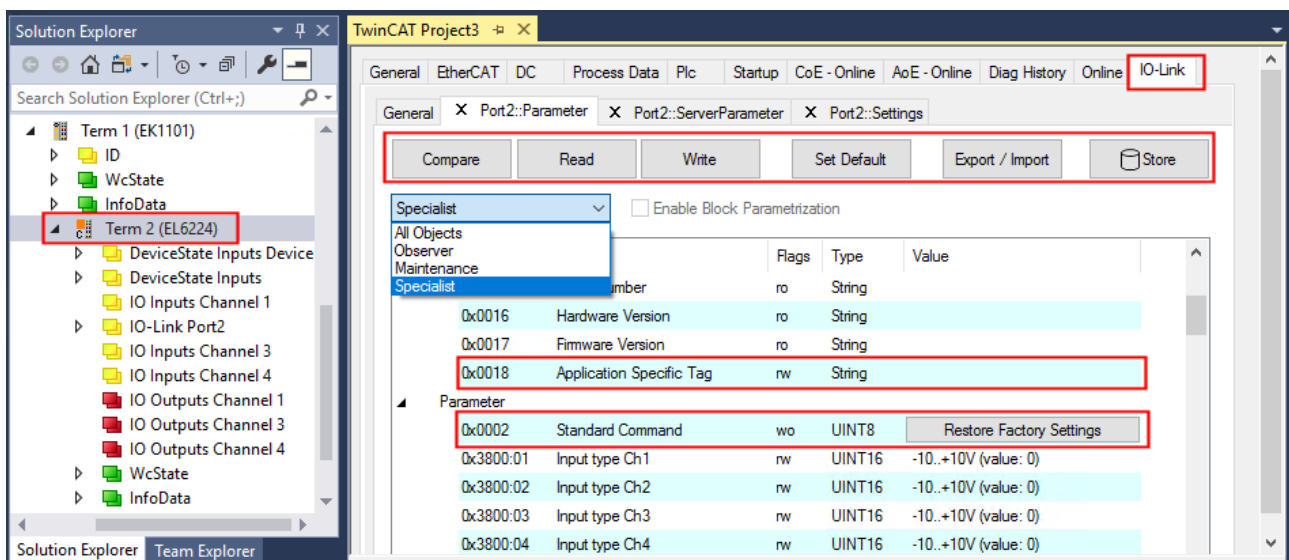 Solution Explorer
Search Solution Explorer (Ctrl+;)
Term 1 (EK1101)
ID
WcState
InfoData
Term 2 (EL6224)
DeviceState Inputs Device
DeviceState Inputs
IO Inputs Channel 1
IO-Link Port2
IO Inputs Channel 3
IO Inputs Channel 4
IO Outputs Channel 1
IO Outputs Channel 3
IO Outputs Channel 4
WcState
InfoData
Solution Explorer Team Explorer
TwinCAT Project3
General EtherCAT DC Process Data Plc Startup CoE - Online AoE - Online Diag History Online IO-Link
General X Port2::Parameter X Port2::ServerParameter X Port2::Settings
Compare Read Write Set Default Export / Import Store
Specialist Enable Block Parametrization
All Objects
Observer
Maintenance
Specialist
Flags Type Value
ro String
0x0016 Hardware Version ro String
0x0017 Firmware Version ro String
0x0018 Application Specific Tag rw String
Parameter
0x0002 Standard Command wo UINT8 Restore Factory Settings
0x3800:01 Input type Ch1 rw UINT16 -10..+10V (value: 0)
0x3800:02 Input type Ch2 rw UINT16 -10..+10V (value: 0)
0x3800:03 Input type Ch3 rw UINT16 -10..+10V (value: 0)
0x3800:04 Input type Ch4 rw UINT16 -10..+10V (value: 0)